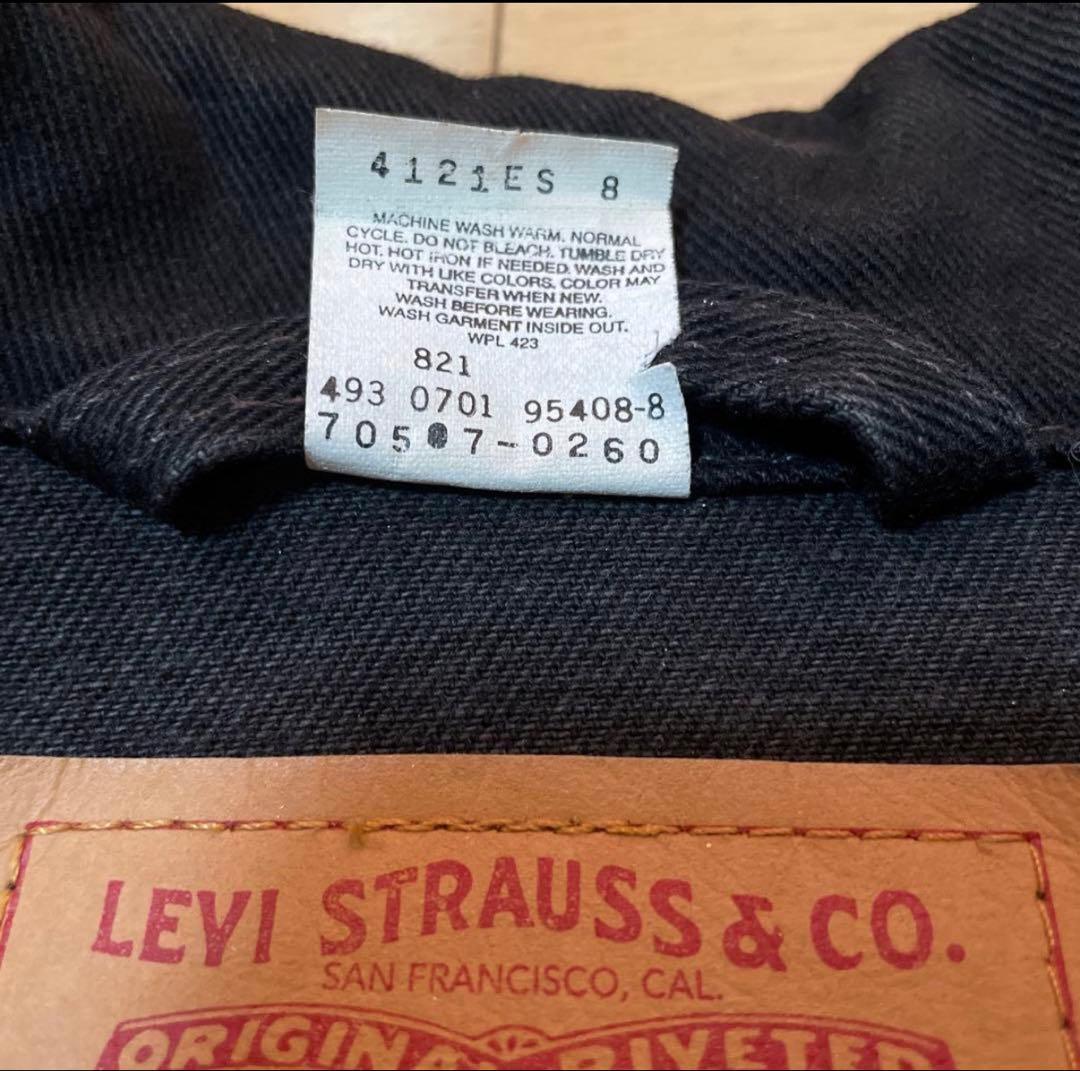 4121ES 8
MACHINE WASH WARM. NORMAL
CYCLE. DO NOT BLEACH. TUMBLE DRY
HOT. HOT IRON IF NEEDED. WASH AND
DRY WITH LIKE COLORS. COLOR MAY
TRANSFER WHEN NEW.
WASH BEFORE WEARING.
WASH GARMENT INSIDE OUT.
WPL 423
821
493 0701 95408-8
LEVI STRAUSS & CO.
SAN FRANCISCO, CAL.
ORIGINAL RIVETED